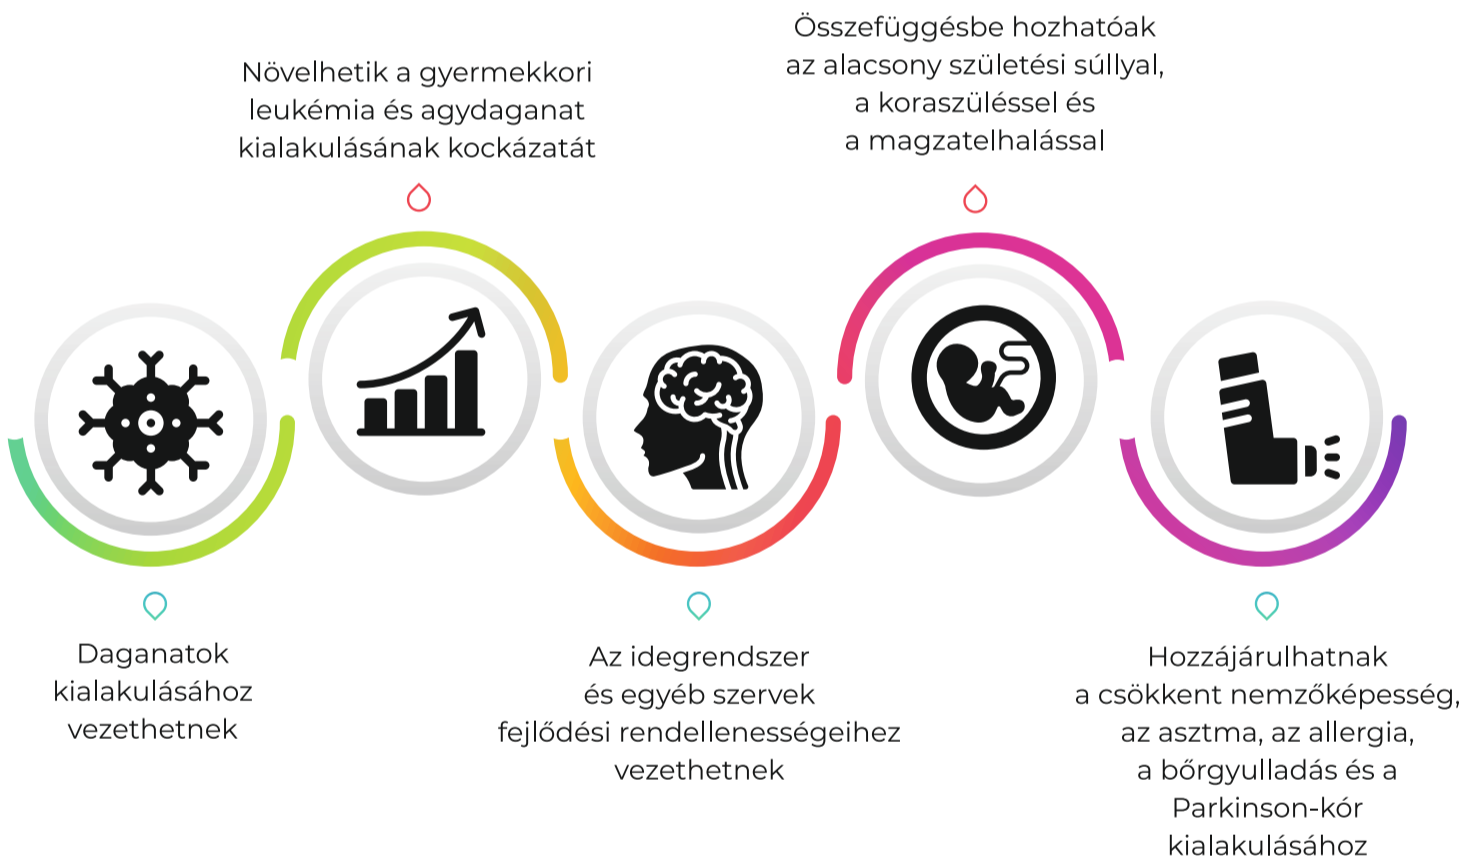 Növelhetik a gyermekkori
leukémia és agydaganat
kialakulásának kockázatát
Összefüggésbe hozhatóak
az alacsony születési súllyal,
a koraszüléssel és
a magzatelhalással
Daganatok
kialakulásához
vezethetnek
Az idegrendszer
és egyéb szervek
fejlődési rendellenességeihez
vezethetnek
Hozzájárulhatnak
a csökkent nemzőképesség,
az asztma, az allergia,
a bőrgyulladás és a
Parkinson-kór
kialakulásához